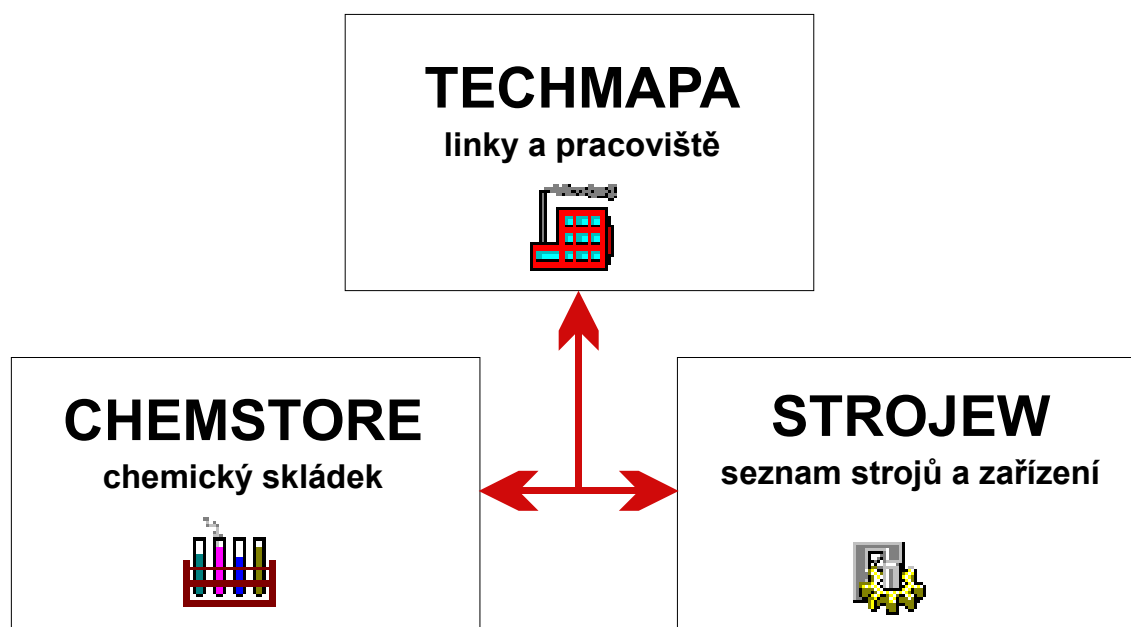 TECHMAPA
linky a pracoviště
CHEMSTORE
chemický skládek
STROJEW
seznam strojů a zařízení